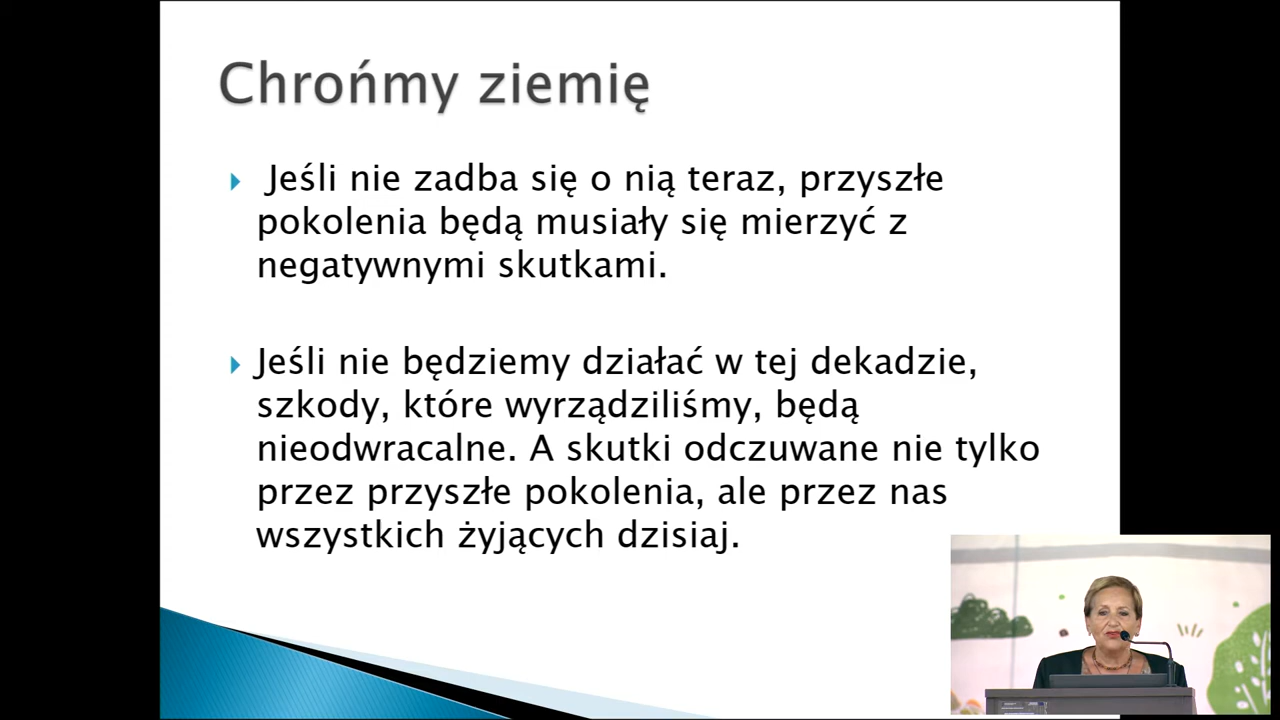 Chrońmy ziemię
Jeśli nie zadba się o nią teraz, przyszłe
pokolenia będą musiały się mierzyć z
negatywnymi skutkami.
Jeśli nie będziemy działać w tej dekadzie,
szkody, które wyrządziliśmy, będą
nieodwracalne. A skutki odczuwane nie tylko
przez przyszłe pokolenia, ale przez nas
wszystkich żyjących dzisiaj.